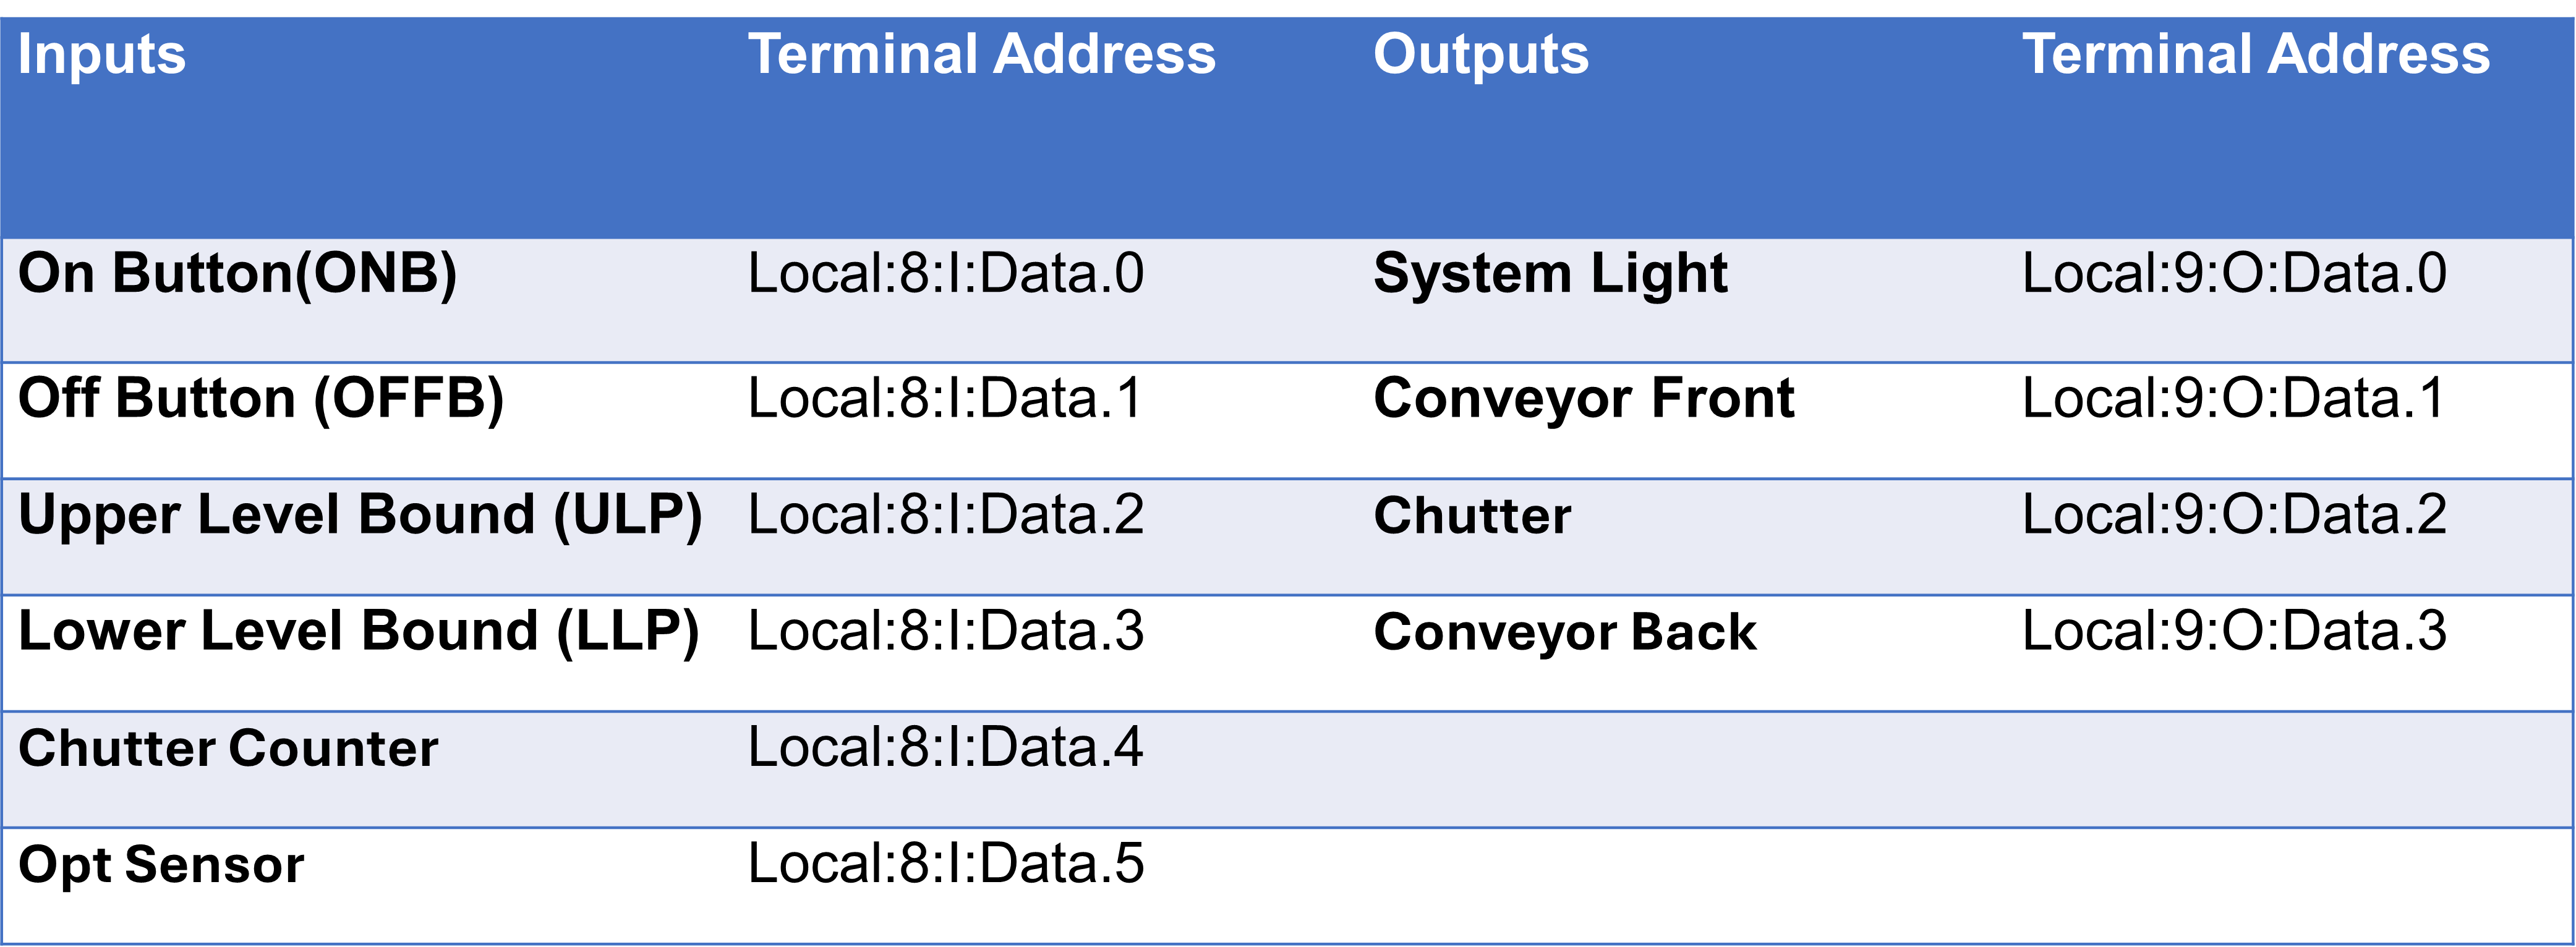 Inputs Terminal Address Outputs Terminal Address
On Button(ONB) Local:8:I:Data.0 System Light Local:9:O:Data.0
Off Button (OFFB) Local:8:I:Data.1 Conveyor Front Local:9:O:Data.1
Upper Level Bound (ULP) Local:8:I:Data.2 Chutter Local:9:O:Data.2
Lower Level Bound (LLP) Local:8:I:Data.3 Conveyor Back Local:9:O:Data.3
Chutter Counter Local:8:I:Data.4
Opt Sensor Local:8:I:Data.5